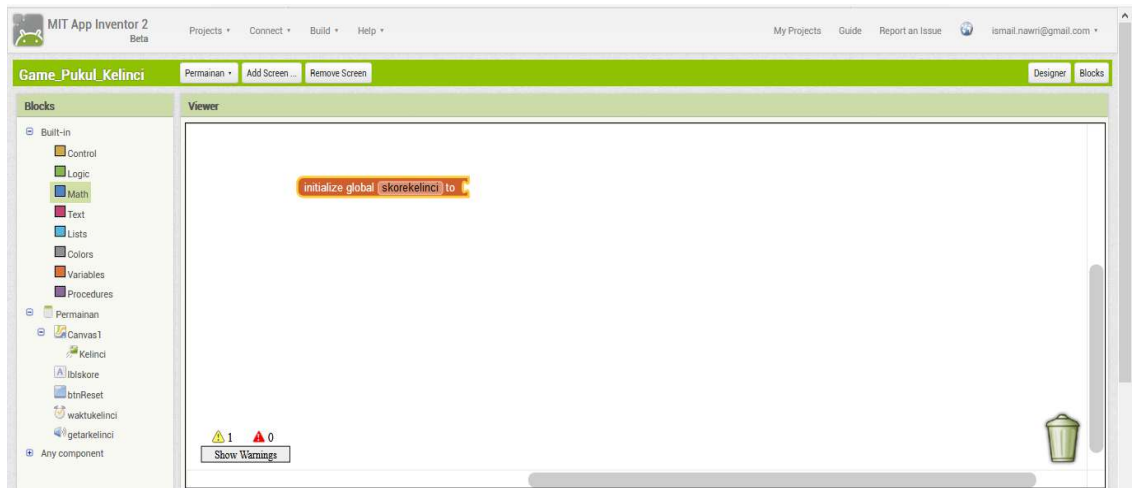 MIT App Inventor 2
Beta
Projects Connect Build Help
My Projects Guide Report an Issue ismail.nawri@gmail.com
Game_Pukul_Kelinci Permainan Add Screen ... Remove Screen Designer Blocks
Blocks Viewer
Built-in
Control
Logic
Math
Text
Lists
Colors
Variables
Procedures
Permainan
Canvas1
Kelinci
lblskore
btnReset
waktukelinci
getarkelinci
Any component
initialize global skorekelinci to
1 0
Show Warnings